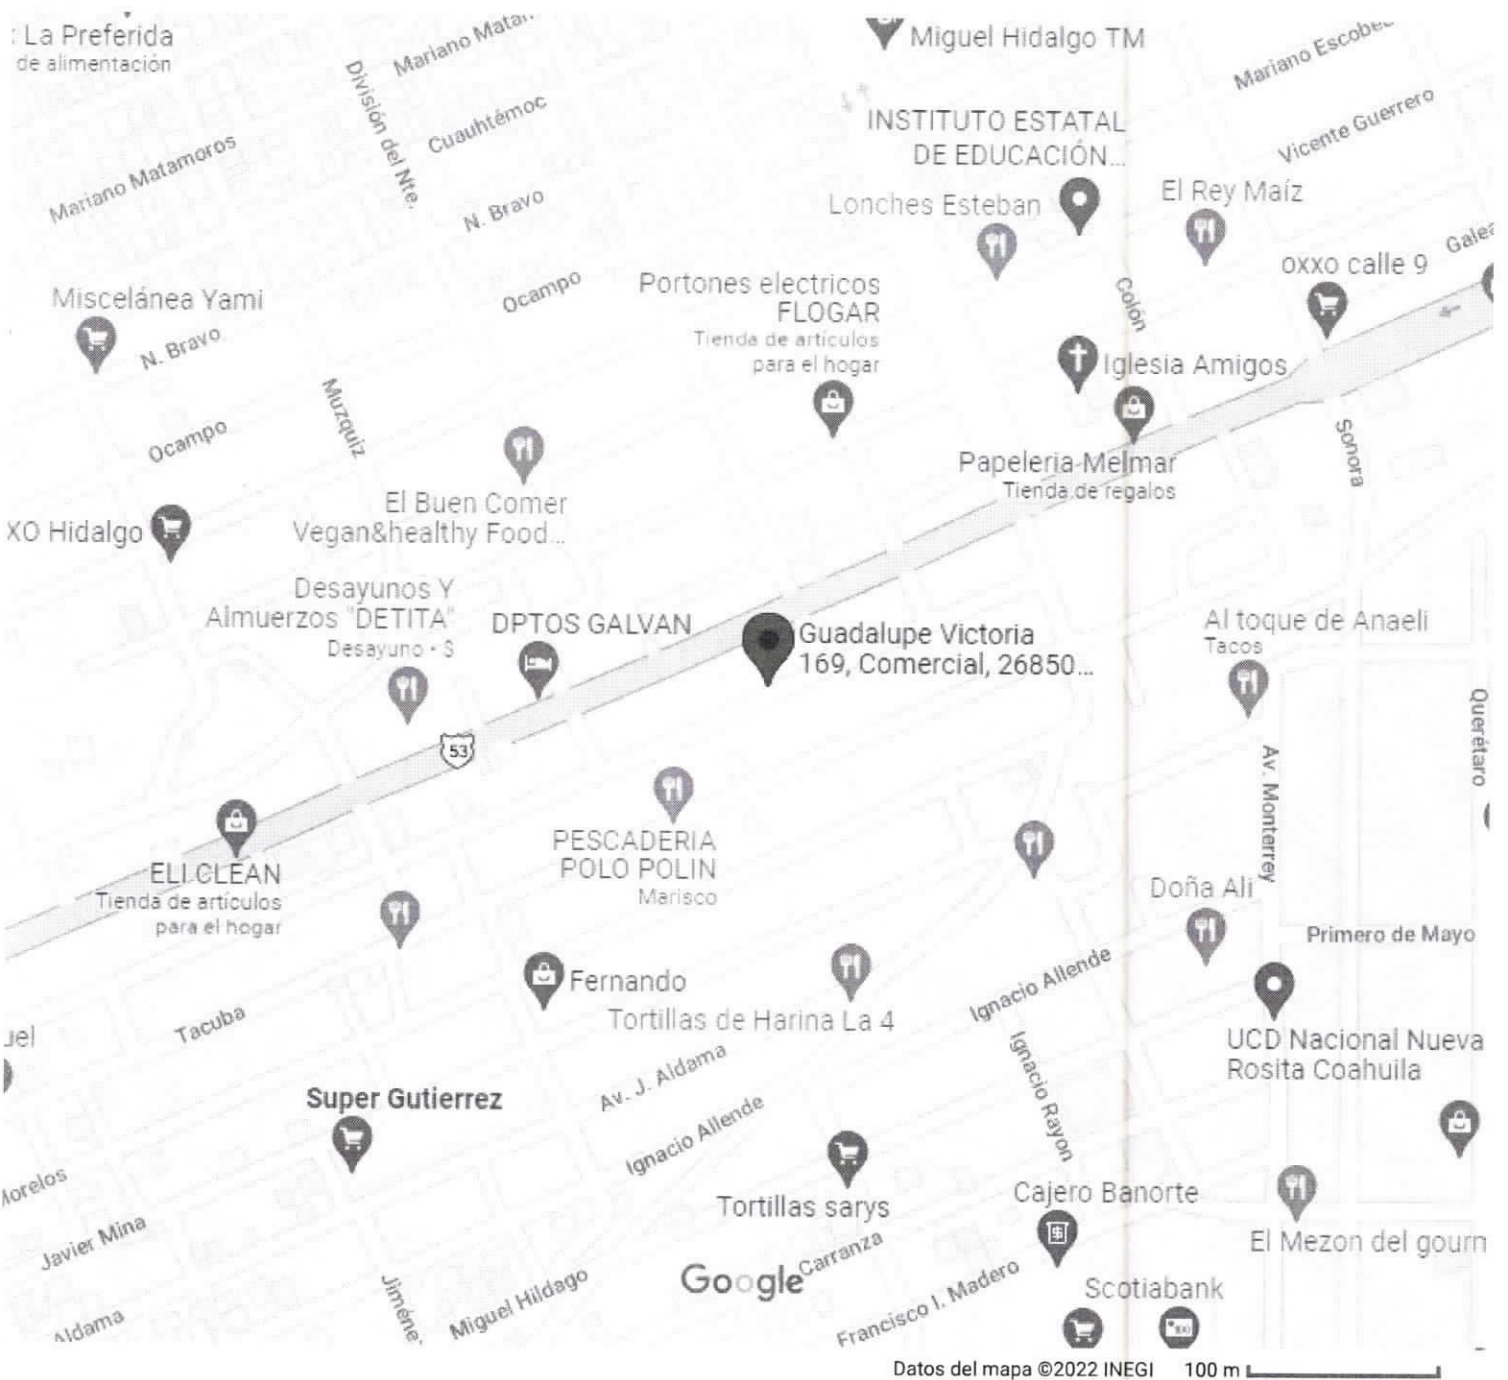 : La Preferida
de alimentación
Mariano
División del Nte.
Cuauhtémoc
Mariano Matamoros
N. Bravo
Ocampo
Miguel Hidalgo TM
Mariano
Vicente Guerrero
INSTITUTO ESTATAL
DE EDUCACIÓN...
Lonches Esteban
El Rey Maíz
oxxo calle 9
Colón
Portones electricos
FLOGAR
Tienda de artículos
para el hogar
Iglesia Amigos
Papeleria Melmar
Tienda de regalos
Sonora
Miscelánea Yami
N. Bravo
Muzquiz
Ocampo
El Buen Comer
Vegan&healthy Food...
XO Hidalgo
Desayunos Y
Almuerzos "DETITA"
Desayuno • S
DPTOS GALVAN
Guadalupe Victoria
169, Comercial, 26850...
Al toque de Anaeli
Tacos
Querétaro
53
Av. Monterrey
PESCADERIA
POLO POLIN
Marisco
ELI CLEAN
Tienda de artículos
para el hogar
Doña Ali
Primero de Mayo
Fernando
Tortillas de Harina La 4
Ignacio Allende
Tacuba
uel
UCD Nacional Nueva
Rosita Coahuila
Ignacio Rayon
Av. J. Aldama
Super Gutierrez
Ignacio Allende
Morelos
Javier Mina
Tortillas sarys
Cajero Banorte
El Mezon del gourm
Carranza
Google
Miguel Hildago
Francisco I. Madero
Scotiabank
Aldama
Datos del mapa ©2022 INEGI 100 m